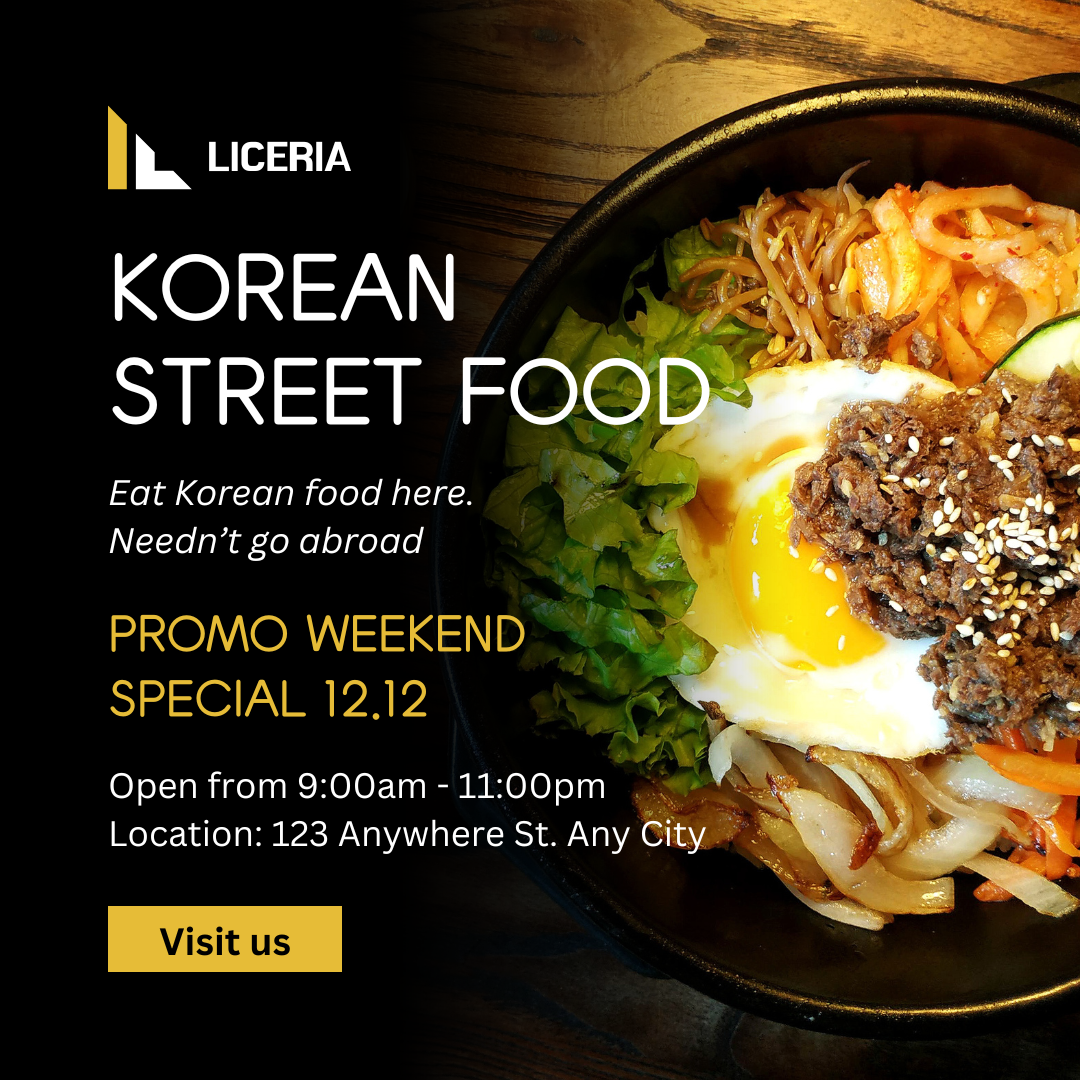 LICERIA
KOREAN
STREET FOOD
Eat Korean food here.
Needn’t go abroad
PROMO WEEKEND
SPECIAL 12.12
Open from 9:00am - 11:00pm
Location: 123 Anywhere St. Any City
Visit us